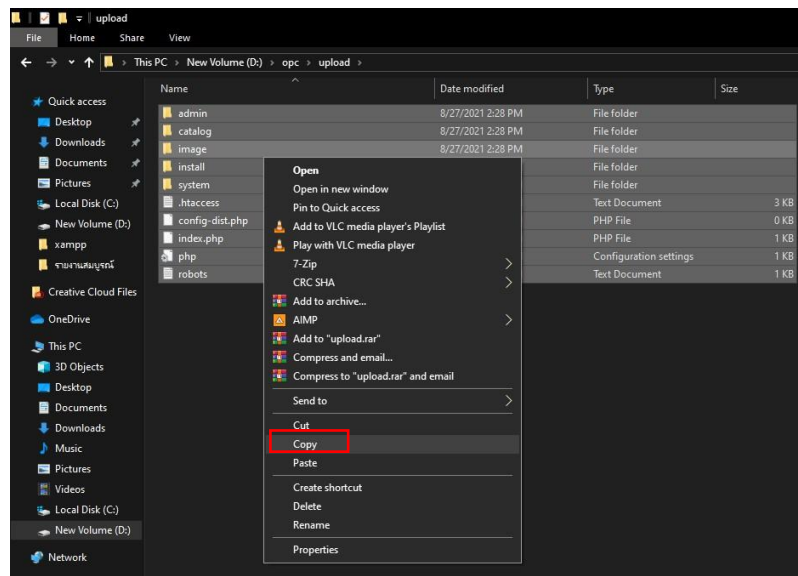 upload
File Home Share View
This PC > New Volume (D:) > opc > upload >
Name Date modified Type Size
Quick access
Desktop
Downloads
Documents
Pictures
Local Disk (C:)
New Volume (D:)
xampp
รายงานสมบูรณ์
Creative Cloud Files
OneDrive
This PC
3D Objects
Desktop
Documents
Downloads
Music
Pictures
Videos
Local Disk (C:)
New Volume (D:)
Network
admin 8/27/2021 2:28 PM File folder
catalog 8/27/2021 2:28 PM File folder
image 8/27/2021 2:28 PM File folder
install File folder
system File folder
.htaccess Text Document 3 KB
config-dist.php PHP File 0 KB
index.php PHP File 1 KB
php Configuration settings 1 KB
robots Text Document 1 KB
Open
Open in new window
Pin to Quick access
Add to VLC media player's Playlist
Play with VLC media player
7-Zip >
CRC SHA >
Add to archive...
AIMP >
Add to "upload.rar"
Compress and email...
Compress to "upload.rar" and email
Send to >
Cut
Copy
Paste
Create shortcut
Delete
Rename
Properties